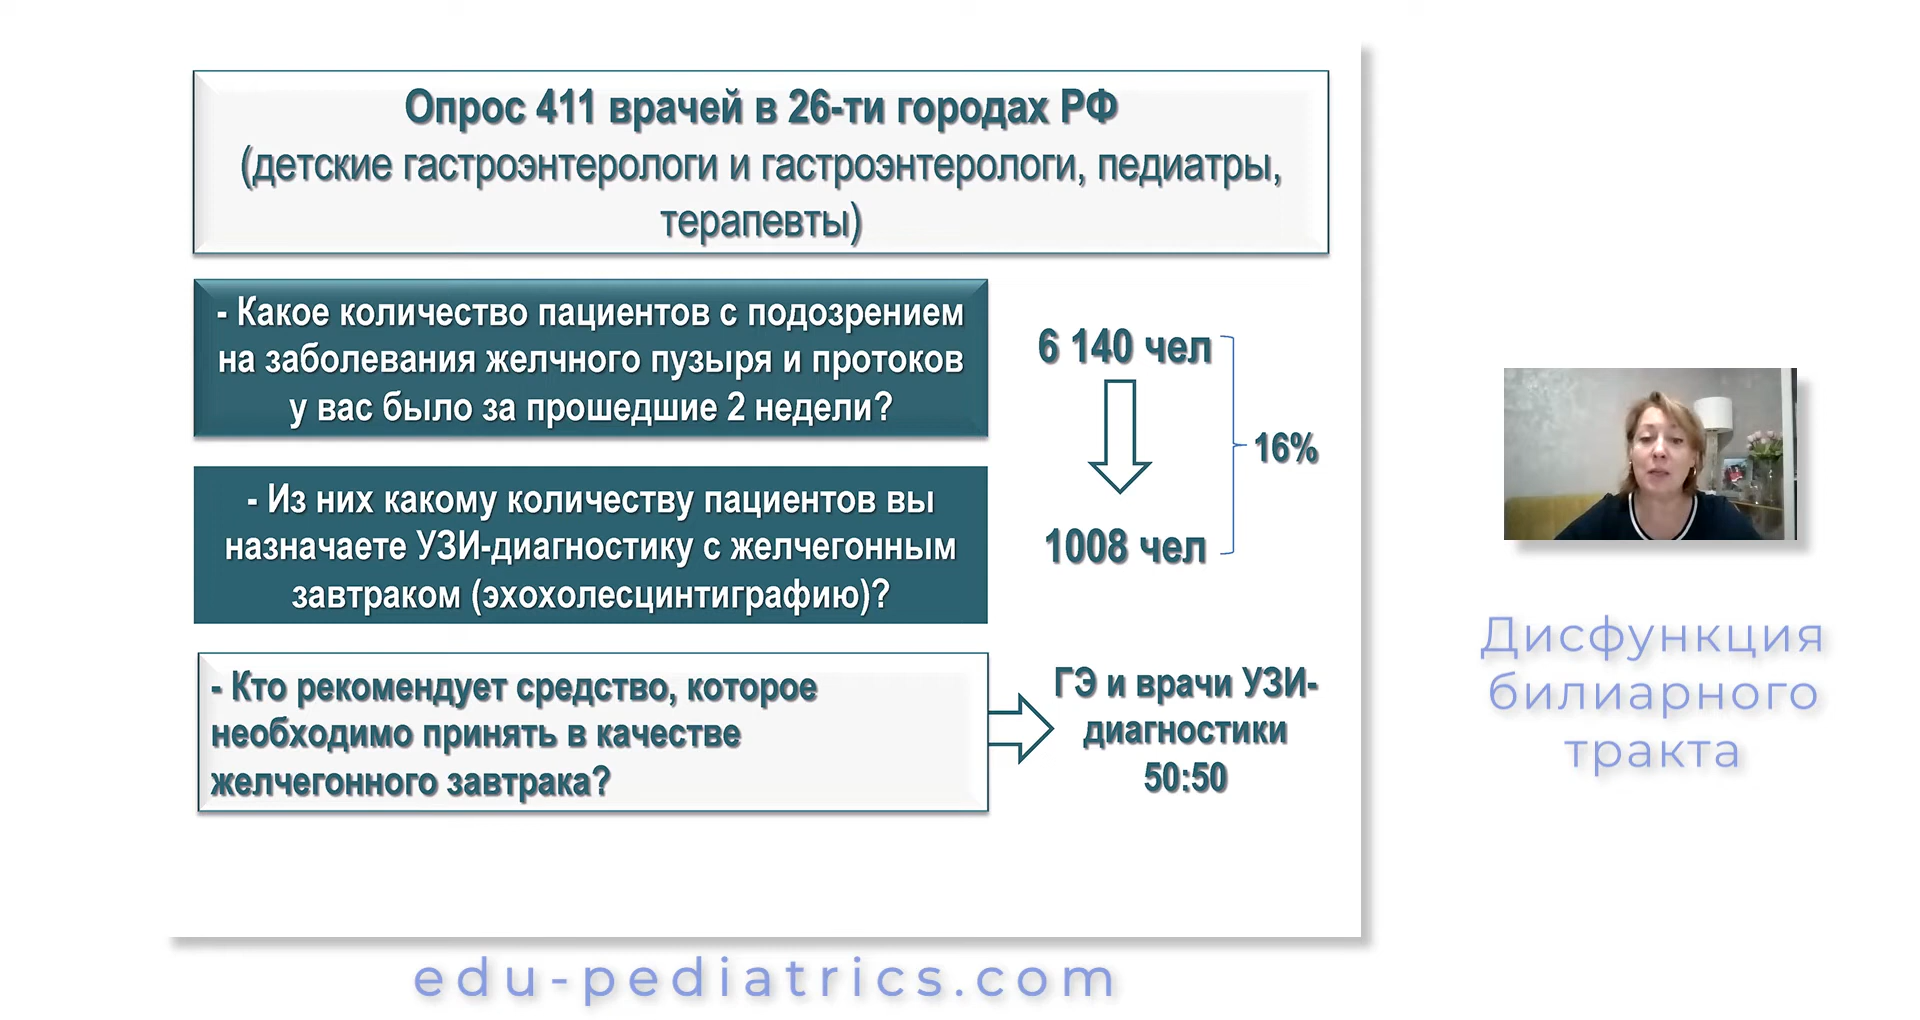 Опрос 411 врачей в 26-ти городах РФ
(детские гастроэнтерологи и гастроэнтерологи, педиатры,
терапевты)
- Какое количество пациентов с подозрением
на заболевания желчного пузыря и протоков
у вас было за прошедшие 2 недели?
6 140 чел
16%
- Из них какому количеству пациентов вы
назначаете УЗИ-диагностику с желчегонным
завтраком (эхохолесцинтиграфию)?
1008 чел
- Кто рекомендует средство, которое
необходимо принять в качестве
желчегонного завтрака?
ГЭ и врачи УЗИ-
диагностики
50:50
Дисфункция
билиарного
тракта
edu-pediatrics.com